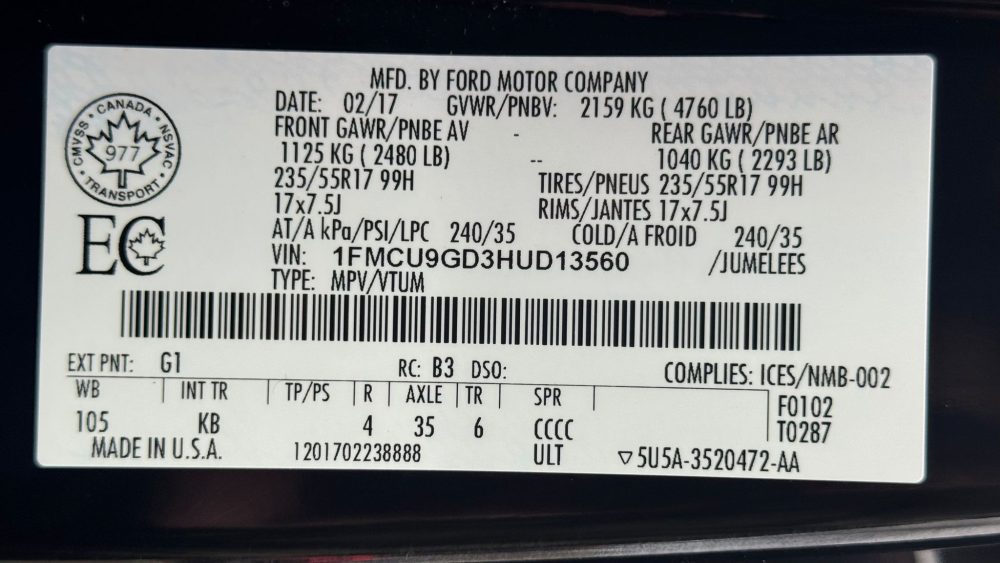 MFD. BY FORD MOTOR COMPANY
DATE: 02/17 GVWR/PNBV: 2159 KG ( 4760 LB)
FRONT GAWR/PNBE AV - REAR GAWR/PNBE AR
1125 KG ( 2480 LB) -- 1040 KG ( 2293 LB)
235/55R17 99H TIRES/PNEUS 235/55R17 99H
17x7.5J RIMS/JANTES 17x7.5J
AT/A kPa/PSI/LPC 240/35 COLD/A FROID 240/35
VIN: 1FMCU9GD3HUD13560 /JUMELEES
TYPE: MPV/VTUM
CANADA
CMVSS NSVAC
977
TRANSPORT
EC
EXT PNT: G1 RC: B3 DSO: COMPLIES: ICES/NMB-002
WB INT TR TP/PS R AXLE TR SPR F0102
105 KB 4 35 6 CCCC T0287
MADE IN U.S.A. 1201702238888 ULT ▽5U5A-3520472-AA